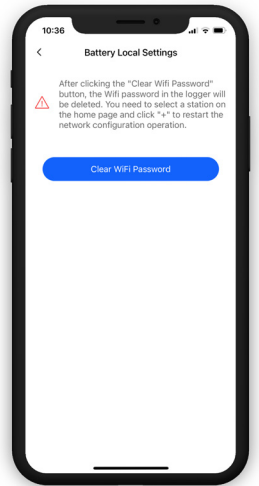 10:36
Battery Local Settings
After clicking the "Clear Wifi Password"
button, the Wifi password in the logger will
be deleted. You need to select a station on
the home page and click "+" to restart the
network configuration operation.
Clear WiFi Password